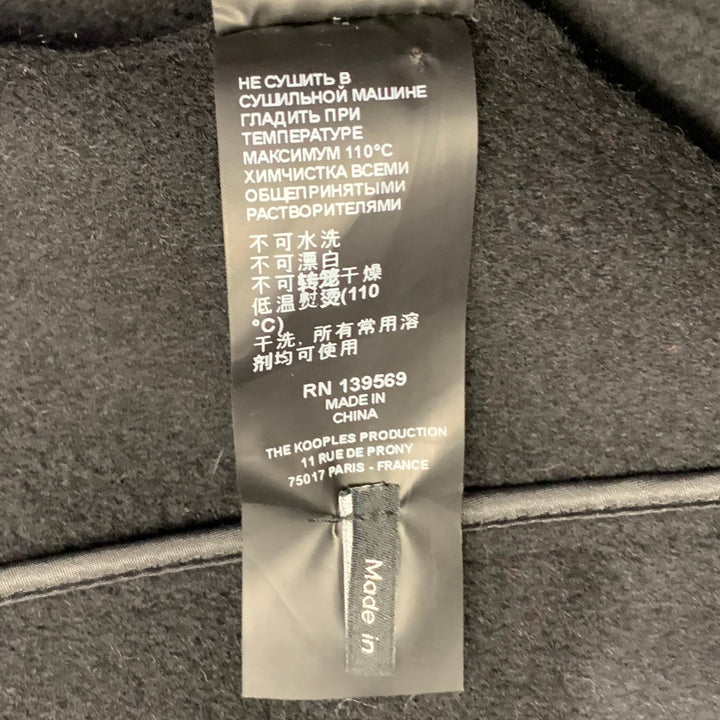 НЕ СУШИТЬ В
СУШИЛЬНОЙ МАШИНЕ
ГЛАДИТЬ ПРИ
ТЕМПЕРАТУРЕ
МАКСИМУМ 110°C
ХИМЧИСТКА ВСЕМИ
ОБЩЕПРИНЯТЫМИ
РАСТВОРИТЕЛЯМИ
不可水洗
不可漂白
不可转笼干燥
低温熨烫(110
°C)
干洗、所有常用溶
剂均可使用
RN 139569
MADE IN
CHINA
THE KOOPLES PRODUCTION
11 RUE DE PRONY
75017 PARIS - FRANCE
Made in